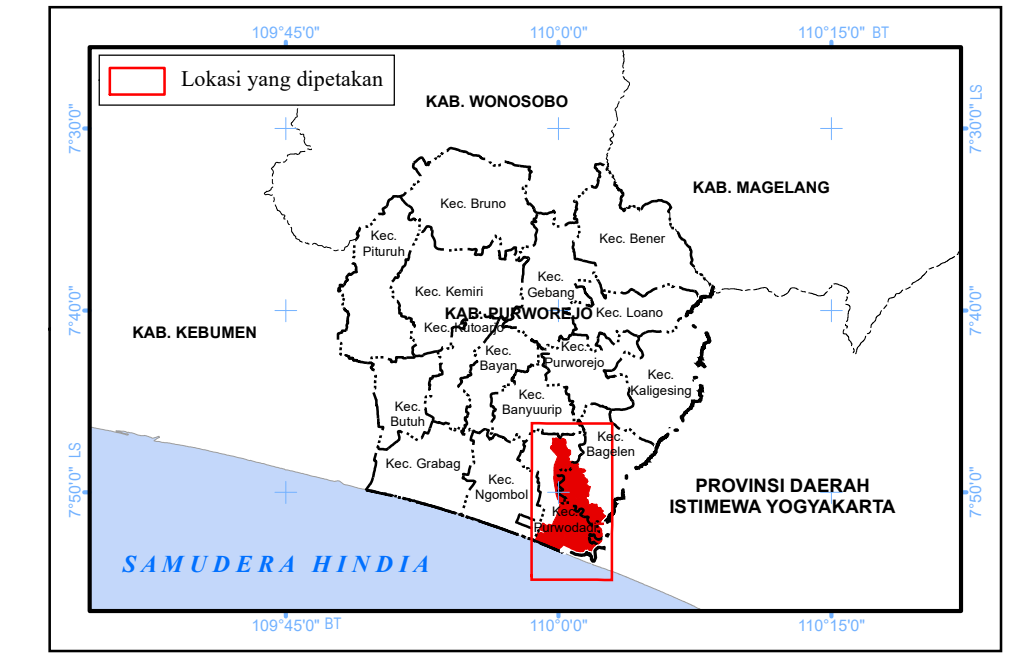 109°45'0"
110°0'0"
110°15'0" BT
Lokasi yang dipetakan
KAB. WONOSOBO
7°30'0"
7°30'0" LS
KAB. MAGELANG
Kec. Bruno
Kec.
Pituruh
Kec. Bener
Kec. Kemiri
Kec.
Gebang
KAB. PURWOREJO
Kec. Loano
7°40'0"
7°40'0"
KAB. KEBUMEN
Kec. Kutoarjo
Kec.
Bayan
Kec.
Purworejo
Kec.
Kaligesing
Kec.
Banyuurip
Kec.
Butuh
Kec.
Bagelen
Kec. Grabag
Kec.
Ngombol
7°50'0" LS
7°50'0"
PROVINSI DAERAH
ISTIMEWA YOGYAKARTA
Kec.
Purwodadi
SAMUDERA HINDIA
109°45'0" BT
110°0'0"
110°15'0"